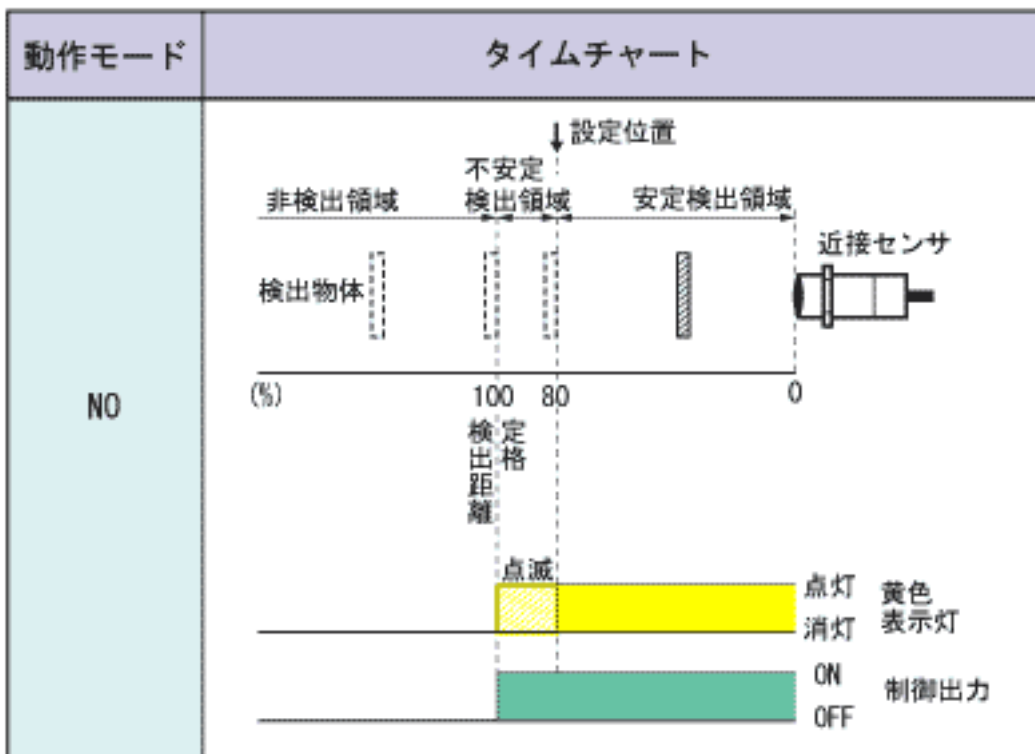 動作モード
タイムチャート
NO
設定位置
不安定
非検出領域
検出領域
安定検出領域
近接センサ
検出物体
(%)
100
80
0
定格
検出距離
点滅
点灯
消灯
黄色
表示灯
ON
OFF
制御出力